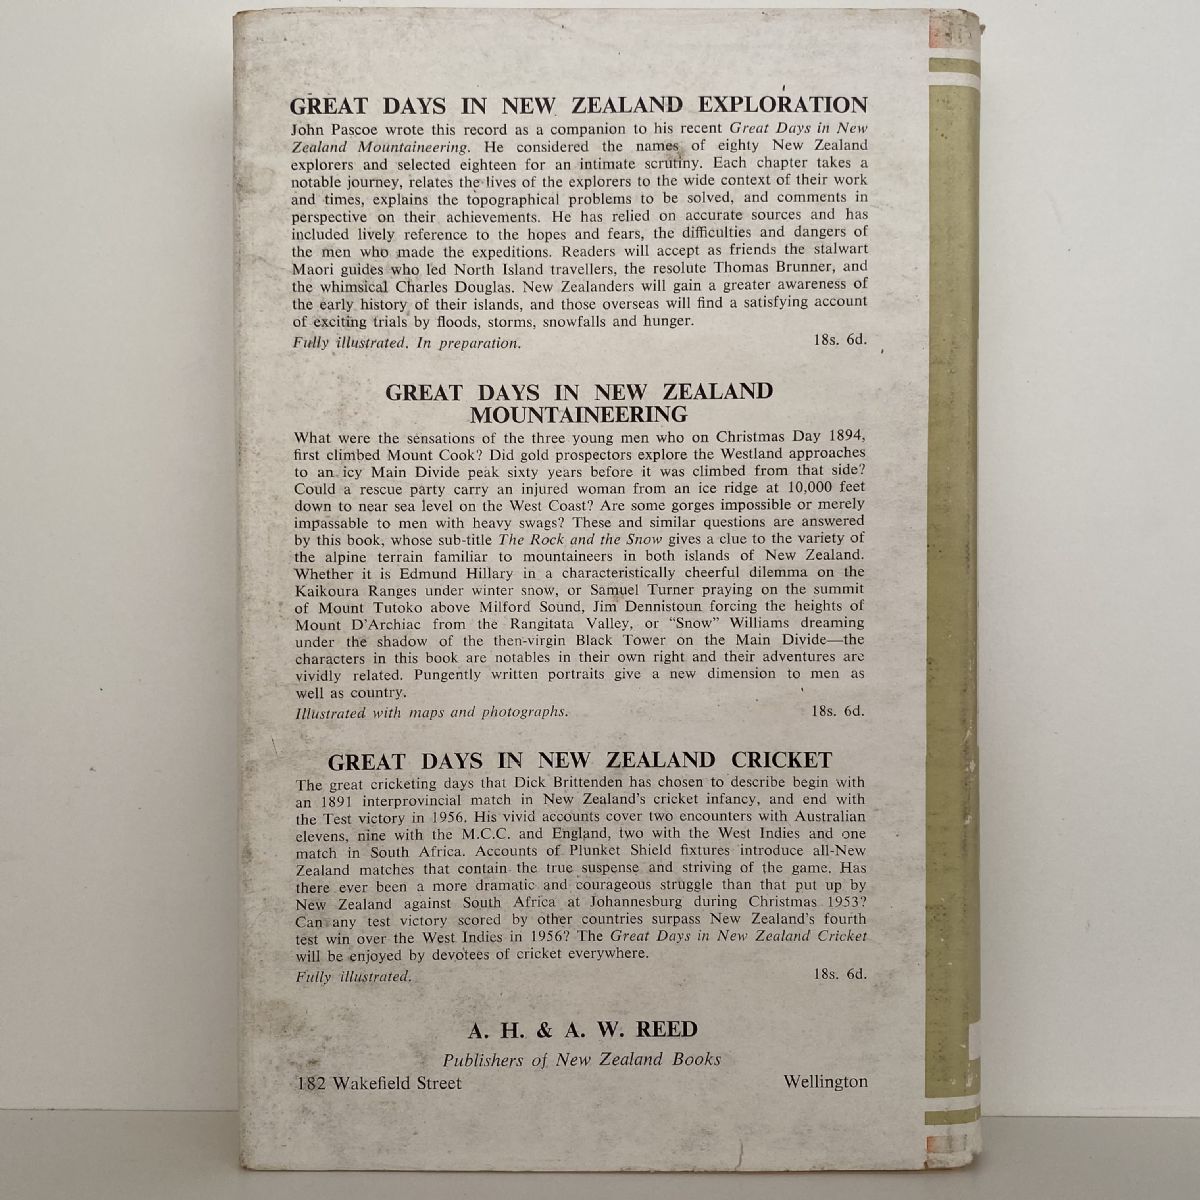 GREAT DAYS IN NEW ZEALAND EXPLORATION
John Pascoe wrote this record as a companion to his recent Great Days in New
Zealand Mountaineering. He considered the names of eighty New Zealand
explorers and selected eighteen for an intimate scrutiny. Each chapter takes a
notable journey, relates the lives of the explorers to the wide context of their work
and times, explains the topographical problems to be solved, and comments in
perspective on their achievements. He has relied on accurate sources and has
included lively reference to the hopes and fears, the difficulties and dangers of
the men who made the expeditions. Readers will accept as friends the stalwart
Maori guides who led North Island travellers, the resolute Thomas Brunner, and
the whimsical Charles Douglas. New Zealanders will gain a greater awareness of
the early history of their islands, and those overseas will find a satisfying account
of exciting trials by floods, storms, snowfalls and hunger.
Fully illustrated. In preparation. 18s. 6d.
GREAT DAYS IN NEW ZEALAND
MOUNTAINEERING
What were the sensations of the three young men who on Christmas Day 1894,
first climbed Mount Cook? Did gold prospectors explore the Westland approaches
to an icy Main Divide peak sixty years before it was climbed from that side?
Could a rescue party carry an injured woman from an ice ridge at 10,000 feet
down to near sea level on the West Coast? Are some gorges impossible or merely
impassable to men with heavy swags? These and similar questions are answered
by this book, whose sub-title The Rock and the Snow gives a clue to the variety of
the alpine terrain familiar to mountaineers in both islands of New Zealand.
Whether it is Edmund Hillary in a characteristically cheerful dilemma on the
Kaikoura Ranges under winter snow, or Samuel Turner praying on the summit
of Mount Tutoko above Milford Sound, Jim Dennistoun forcing the heights of
Mount D'Archiac from the Rangitata Valley, or "Snow" Williams dreaming
under the shadow of the then-virgin Black Tower on the Main Divide—the
characters in this book are notables in their own right and their adventures are
vividly related. Pungently written portraits give a new dimension to men as
well as country.
Illustrated with maps and photographs. 18s. 6d.
GREAT DAYS IN NEW ZEALAND CRICKET
The great cricketing days that Dick Brittenden has chosen to describe begin with
an 1891 interprovincial match in New Zealand's cricket infancy, and end with
the Test victory in 1956. His vivid accounts cover two encounters with Australian
elevens, nine with the M.C.C. and England, two with the West Indies and one
match in South Africa. Accounts of Plunket Shield fixtures introduce all-New
Zealand matches that contain the true suspense and striving of the game. Has
there ever been a more dramatic and courageous struggle than that put up by
New Zealand against South Africa at Johannesburg during Christmas 1953?
Can any test victory scored by other countries surpass New Zealand's fourth
test win over the West Indies in 1956? The Great Days in New Zealand Cricket
will be enjoyed by devotees of cricket everywhere.
Fully illustrated. 18s. 6d.
A. H. & A. W. REED
Publishers of New Zealand Books
182 Wakefield Street Wellington